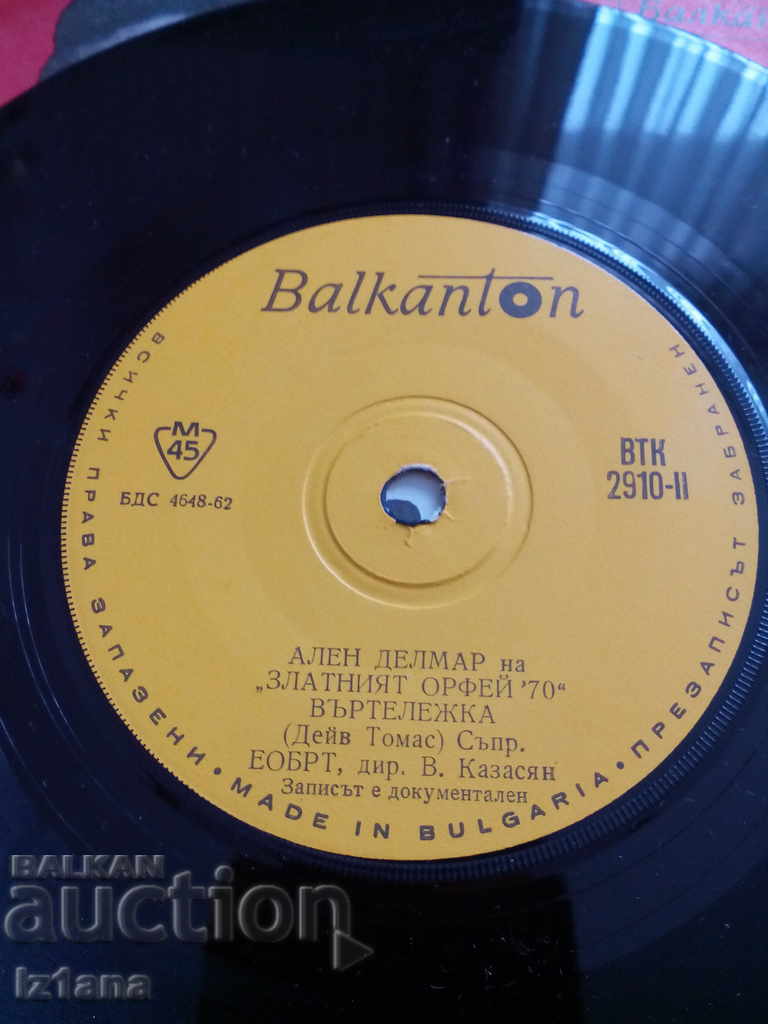 Balkanton
M
45
БДС 4648-62
ВТК
2910-II
АЛЕН ДЕЛМАР на
„ЗЛАТНИЯТ ОРФЕЙ '70“
ВЪРТЕЛЕЖКА
(Дейв Томас) Съпр.
ЕОБРТ, дир. В. Казасян
Записът е документален
ВСИЧКИ ПРАВА ЗАПАЗЕНИ • MADE IN BULGARIA • ПРЕЗАПИСЪТ ЗАБРАНЕН
BALKAN
auction
Iz1ana